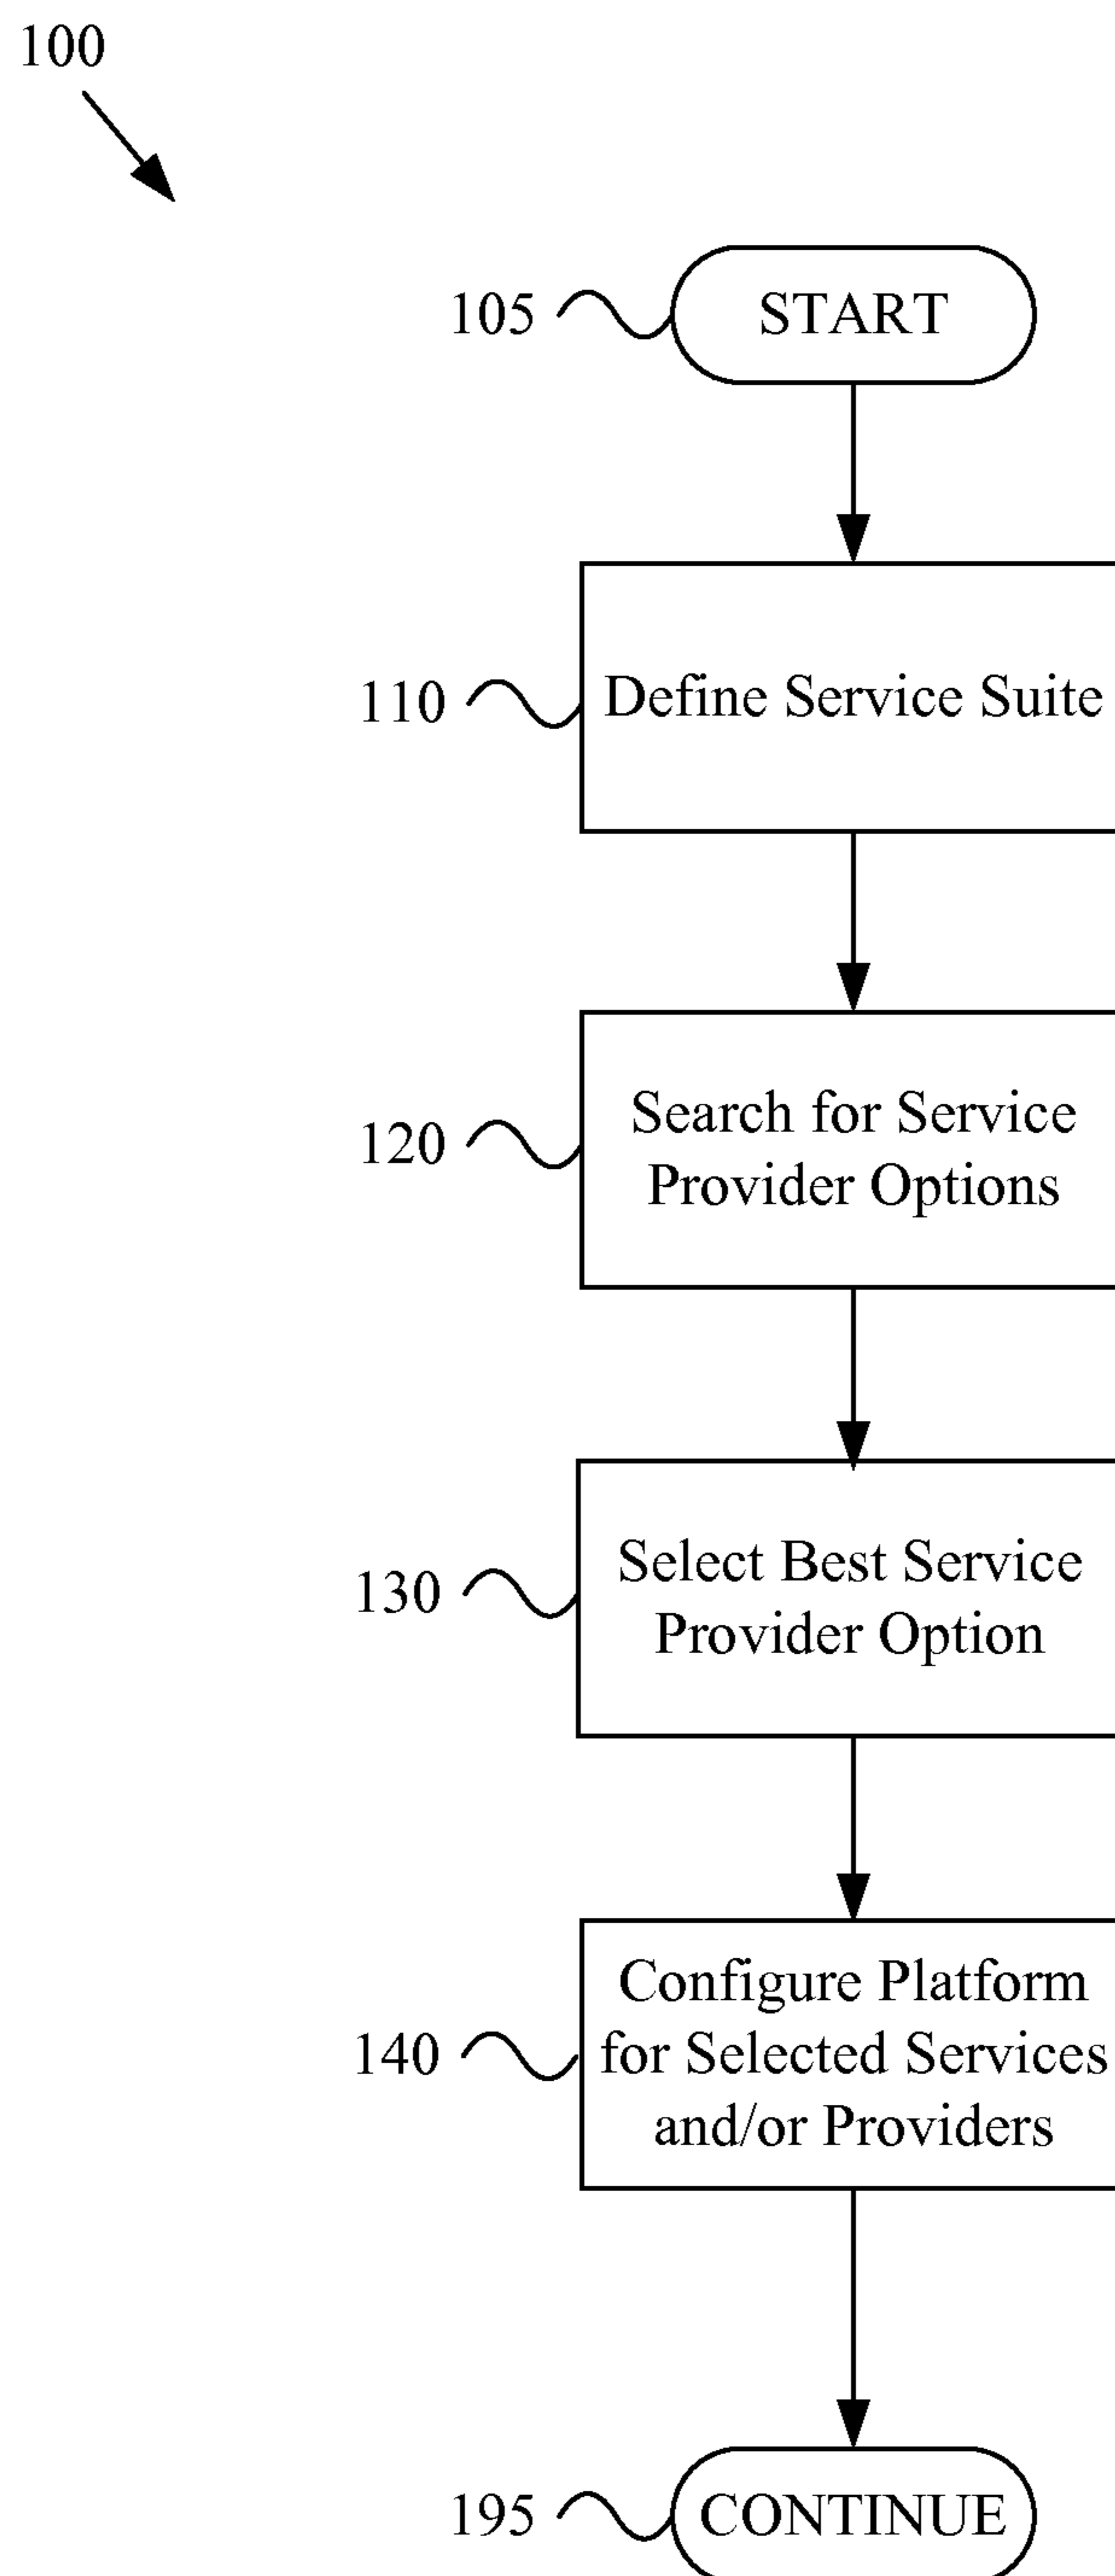 100
105
START
110
Define Service Suite
120
Search for Service
Provider Options
130
Select Best Service
Provider Option
140
Configure Platform
for Selected Services
and/or Providers
195
CONTINUE